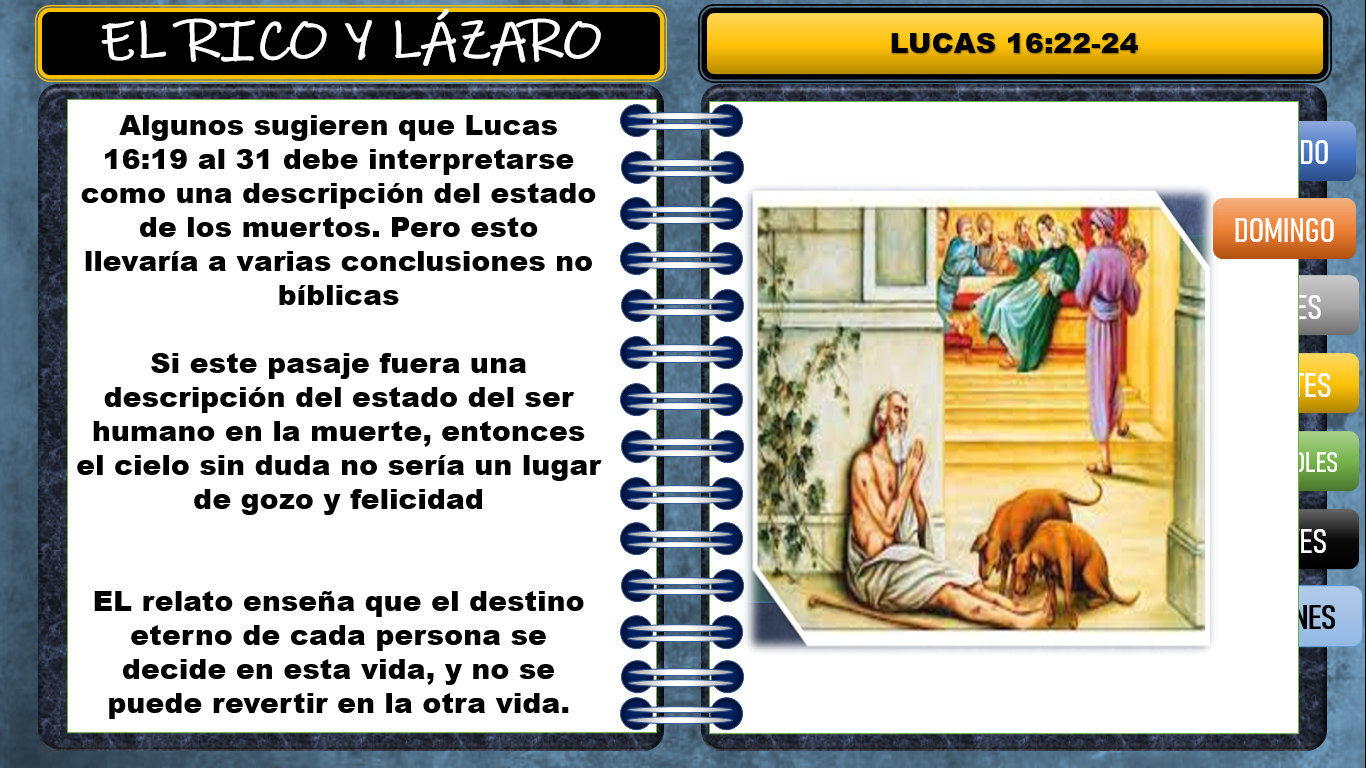 EL RICO Y LÁZARO
LUCAS 16:22-24
Algunos sugieren que Lucas
16:19 al 31 debe interpretarse
como una descripción del estado
de los muertos. Pero esto
llevaría a varias conclusiones no
bíblicas
Si este pasaje fuera una
descripción del estado del ser
humano en la muerte, entonces
el cielo sin duda no sería un lugar
de gozo y felicidad
EL relato enseña que el destino
eterno de cada persona se
decide en esta vida, y no se
puede revertir en la otra vida.
DO
DOMINGO
ES
TES
OLES
ES
NES